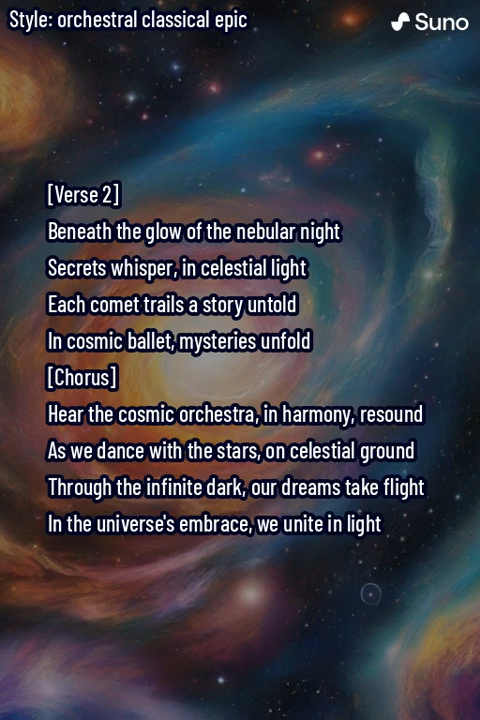 Style: orchestral classical epic
Suno
[Verse 2]
Beneath the glow of the nebular night
Secrets whisper, in celestial light
Each comet trails a story untold
In cosmic ballet, mysteries unfold
[Chorus]
Hear the cosmic orchestra, in harmony, resound
As we dance with the stars, on celestial ground
Through the infinite dark, our dreams take flight
In the universe's embrace, we unite in light